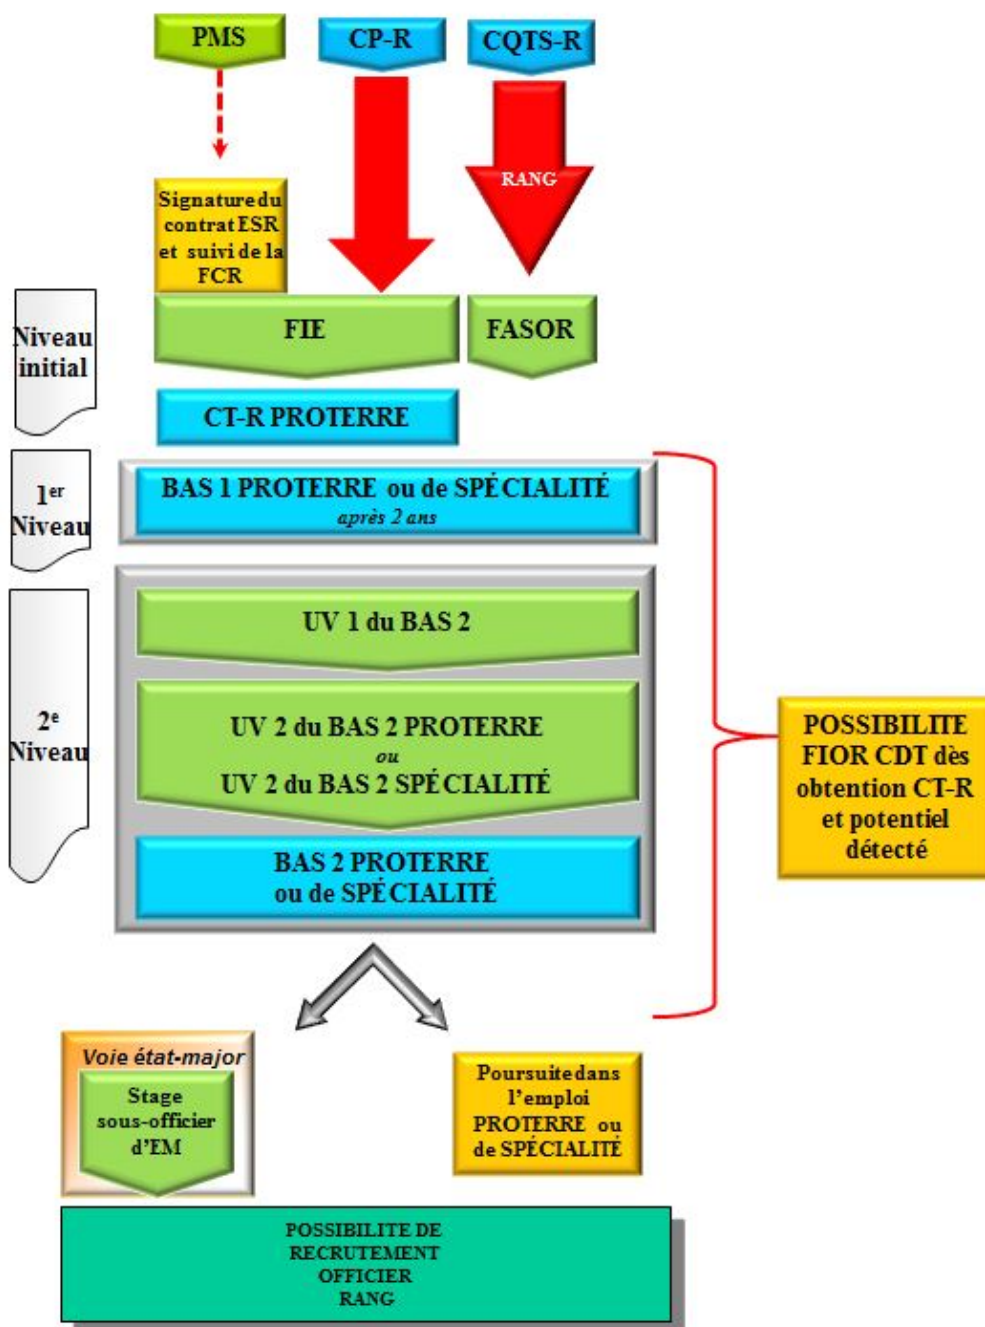 PMS
CP-R
CQTS-R
RANG
Signature du
contrat ESR
et suivi de la
FCR
Niveau
initial
FIE
FASOR
CT-R PROTERRE
1er
Niveau
BAS 1 PROTERRE ou de SPÉCIALITÉ
après 2 ans
UV 1 du BAS 2
2e
Niveau
UV 2 du BAS 2 PROTERRE
ou
UV 2 du BAS 2 SPÉCIALITÉ
BAS 2 PROTERRE
ou de SPÉCIALITÉ
POSSIBILITE
FIOR CDT dès
obtention CT-R
et potentiel
détecté
Voie état-major
Stage
sous-officier
d'EM
Poursuite dans
l'emploi
PROTERRE ou
de SPÉCIALITÉ
POSSIBILITE DE
RECRUTEMENT
OFFICIER
RANG